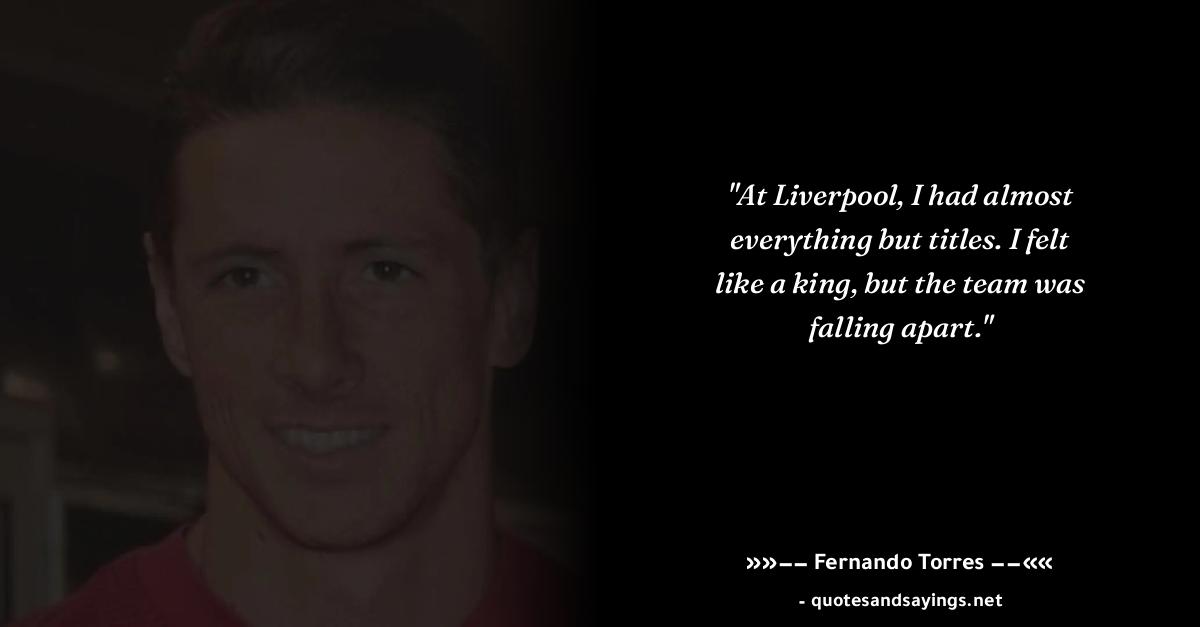 "At Liverpool, I had almost
everything but titles. I felt
like a king, but the team was
falling apart."
»»−− Fernando Torres −−««
- quotesandsayings.net